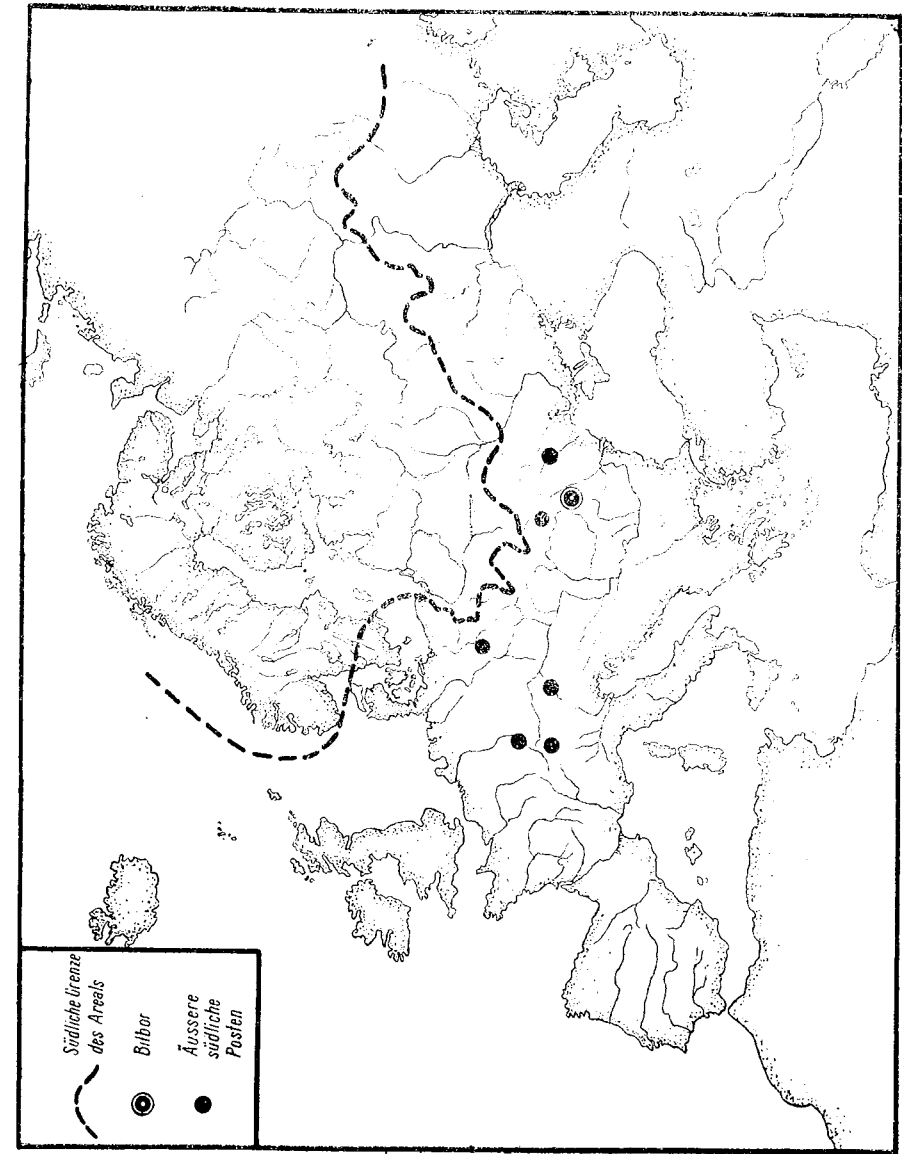 Südliche Grenze
des Areals
Bilbor
Äussere
südliche
Posten